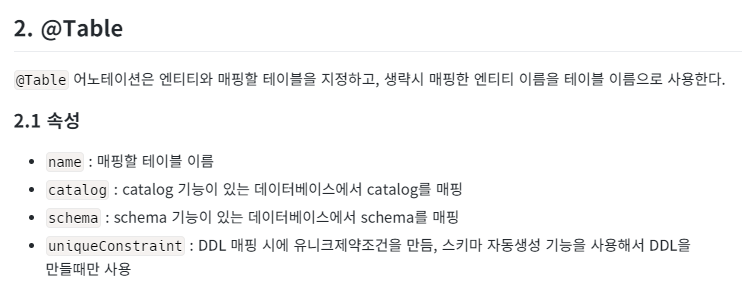 2. @Table
@Table 어노테이션은 엔티티와 매핑할 테이블을 지정하고, 생략시 매핑한 엔티티 이름을 테이블 이름으로 사용한다.
2.1 속성
• name : 매핑할 테이블 이름
• catalog : catalog 기능이 있는 데이터베이스에서 catalog를 매핑
• schema : schema 기능이 있는 데이터베이스에서 schema를 매핑
• uniqueConstraint : DDL 매핑 시에 유니크제약조건을 만듬, 스키마 자동생성 기능을 사용해서 DDL을
만들때만 사용